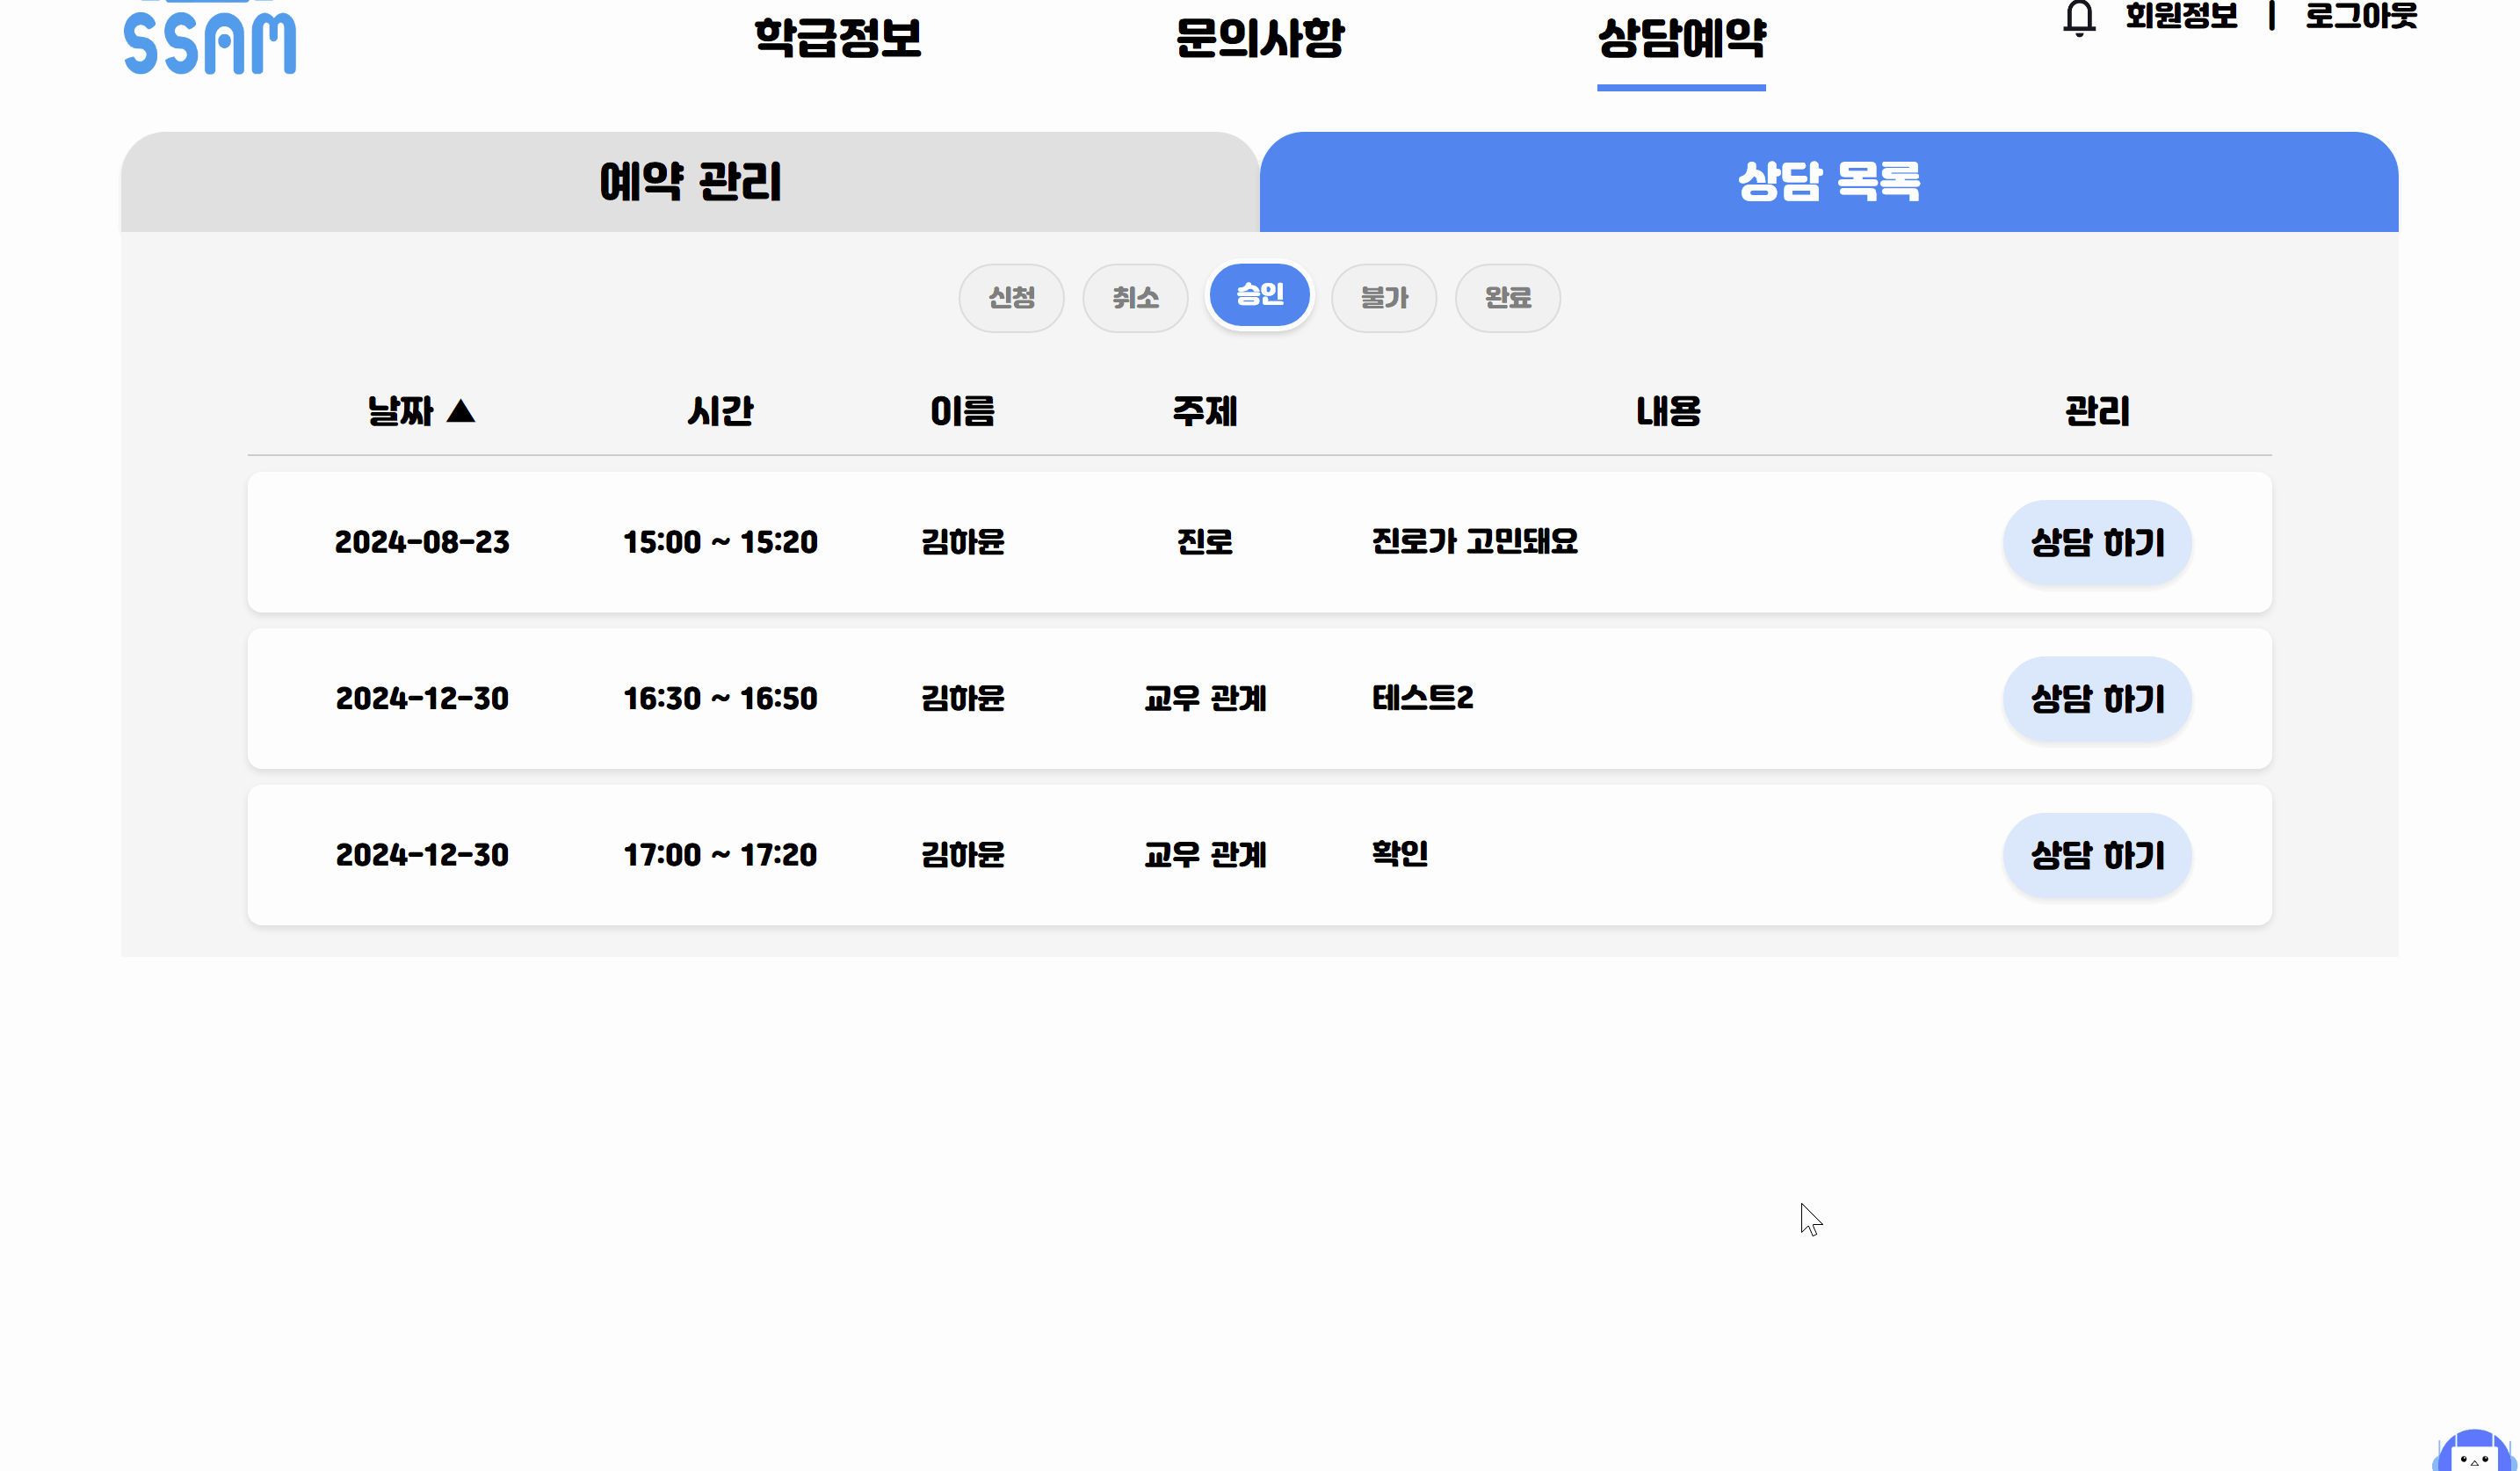 SSAM
학급정보 문의사항 상담예약 회원정보 | 로그아웃
예약 관리 상담 목록
신청 취소 승인 불가 완료
날짜 ▲ 시간 이름 주제 내용 관리
2024-08-23 15:00 ~ 15:20 김하윤 진로 진로가 고민돼요 상담 하기
2024-12-30 16:30 ~ 16:50 김하윤 교우 관계 테스트2 상담 하기
2024-12-30 17:00 ~ 17:20 김하윤 교우 관계 확인 상담 하기